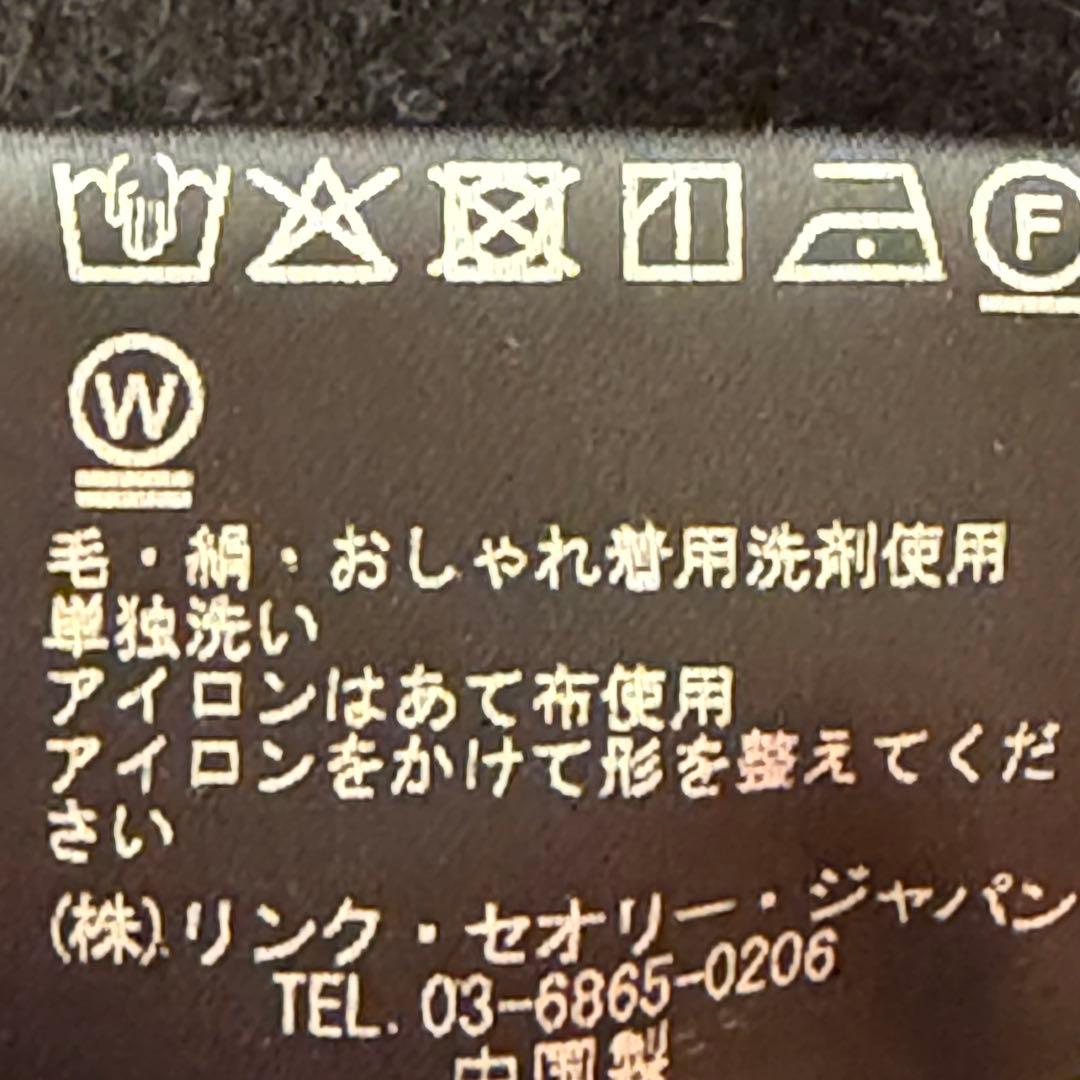 F
W
毛・絹・おしゃれ着用洗剤使用
単独洗い
アイロンはあて布使用
アイロンをかけて形を整えてくだ
さい
(株)リンク・セオリー・ジャパン
TEL. 03-6865-0206
中国製